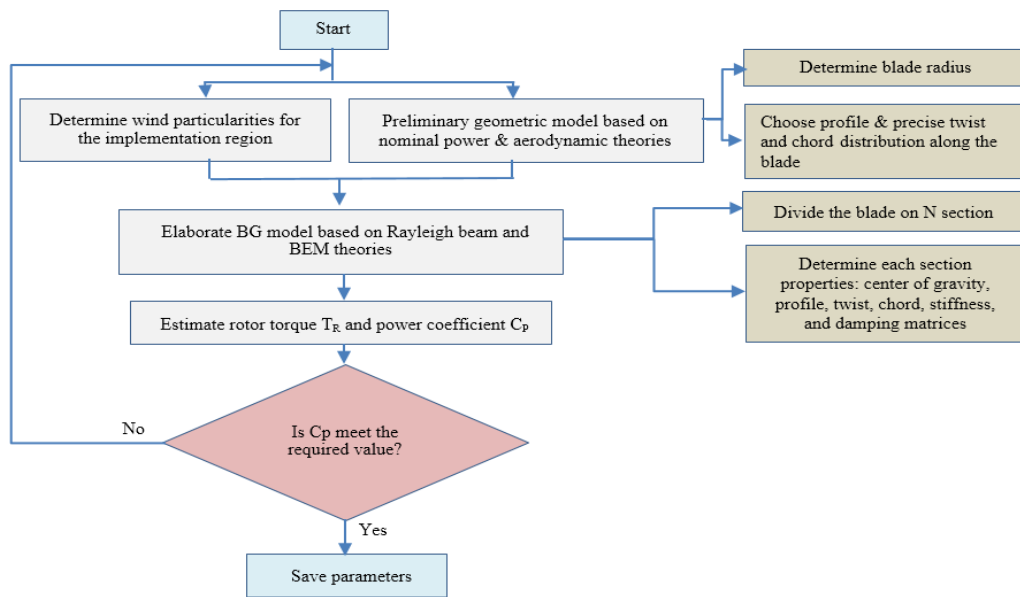 Start
Determine wind particularities for
the implementation region
Preliminary geometric model based on
nominal power & aerodynamic theories
Determine blade radius
Choose profile & precise twist
and chord distribution along the
blade
Elaborate BG model based on Rayleigh beam and
BEM theories
Divide the blade on N section
Determine each section
properties: center of gravity,
profile, twist, chord, stiffness,
and damping matrices
Estimate rotor torque T_R and power coefficient C_P
Is Cp meet the
required value?
No
Yes
Save parameters